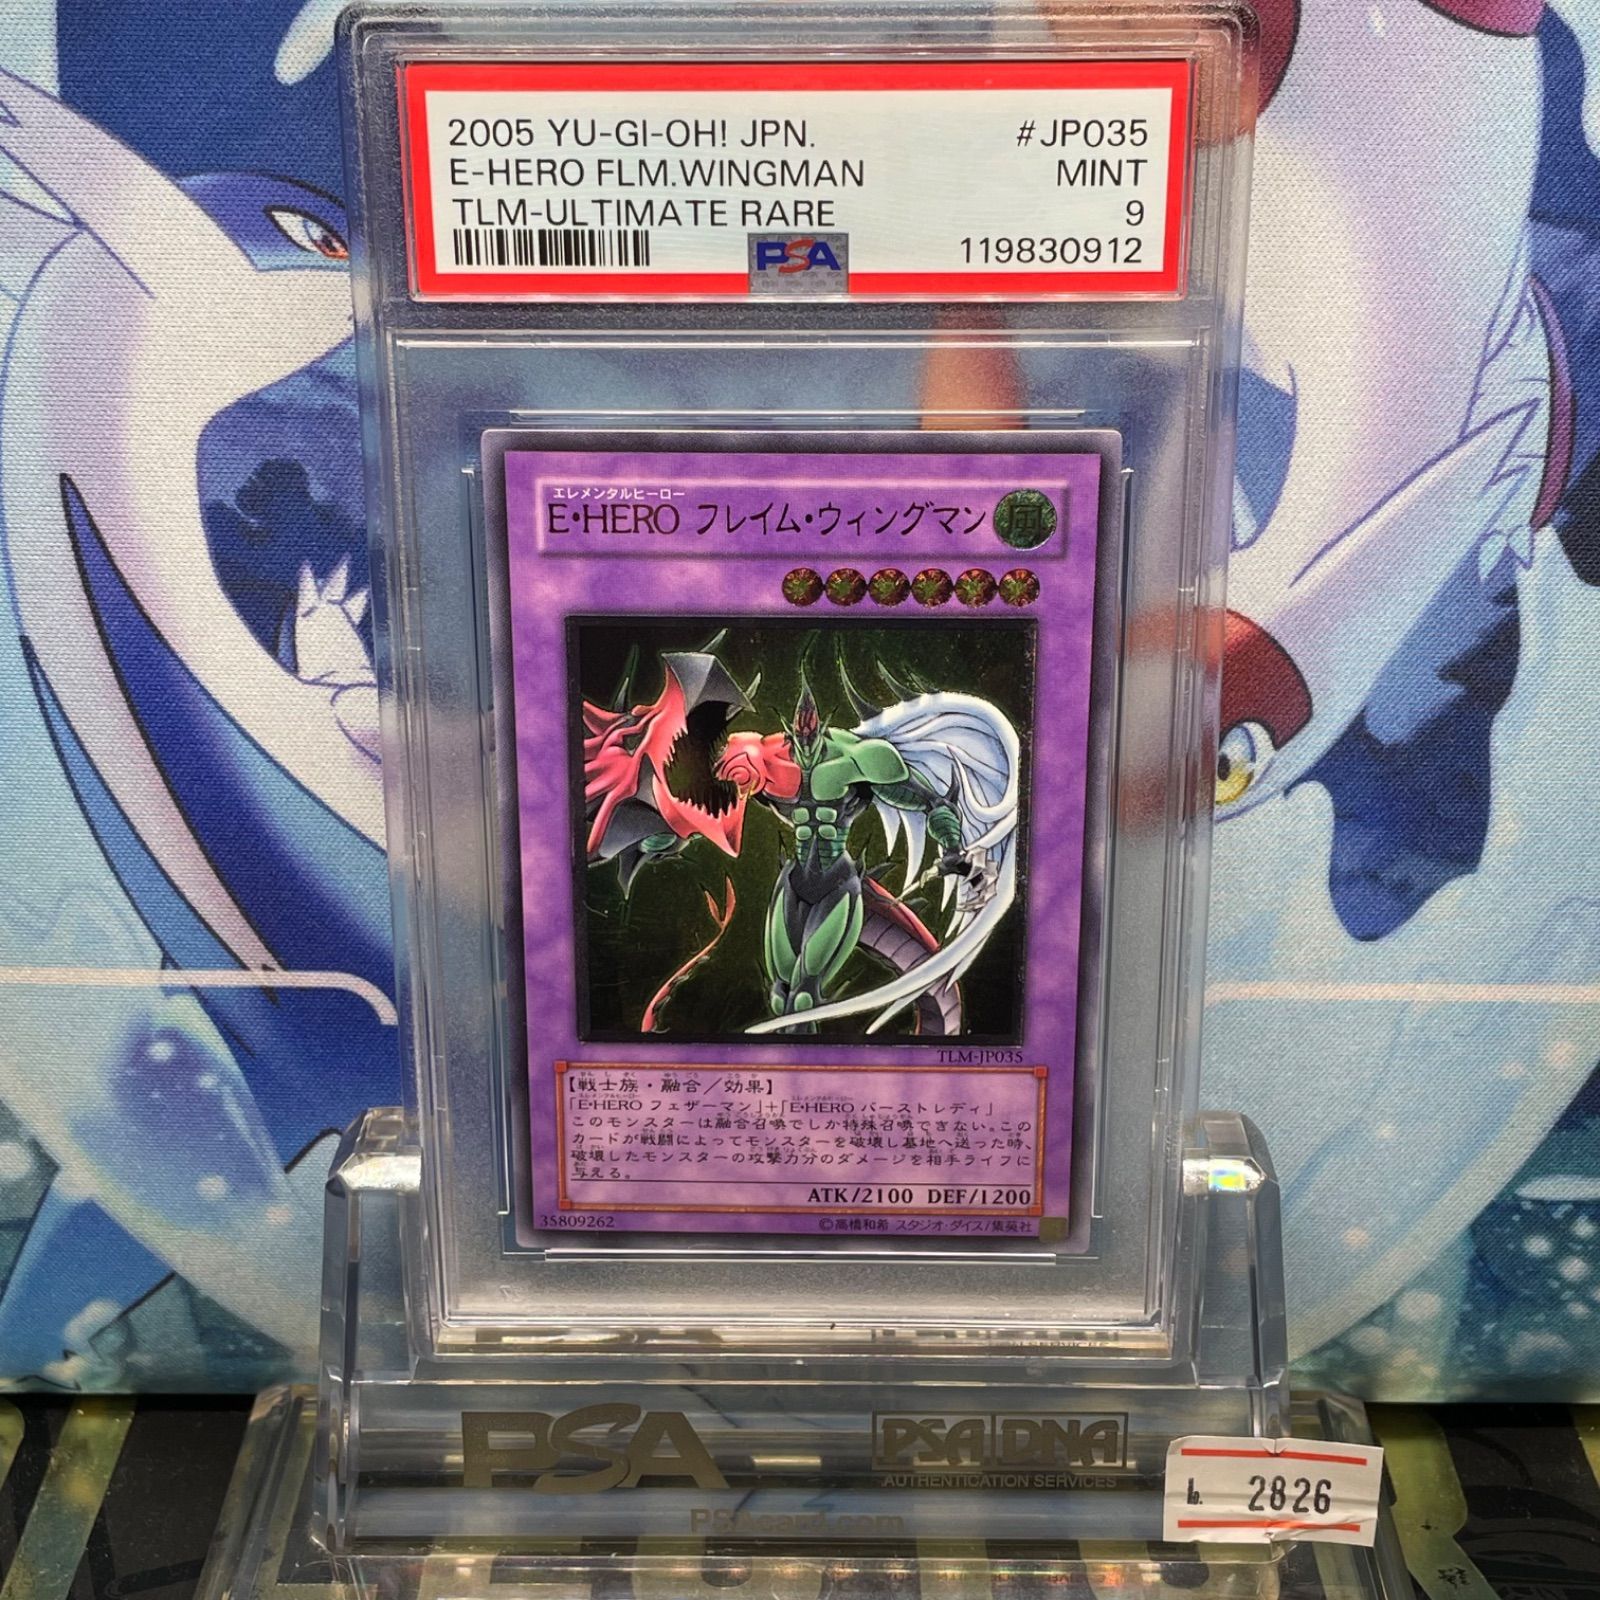 2005 YU-GI-OH! JPN. #JP035
E-HERO FLM.WINGMAN MINT
TLM-ULTIMATE RARE 9
PSA 119830912
エレメンタルヒーロー
E・HERO フレイム・ウィングマン 風
TLM-JP035
【戦士族・融合／効果】
「E・HERO フェザーマン」+「E・HERO バーストレディ」
このモンスターは融合召喚でしか特殊召喚できない。この
カードが戦闘によってモンスターを破壊し墓地へ送った時、
破壊したモンスターの攻撃力分のダメージを相手ライフに
与える。
ATK/2100 DEF/1200
35809262 ©高橋和希 スタジオ・ダイス/集英社
PSA PSA DNA
AUTHENTICATION SERVICES
PSAcard.com
L. 2826